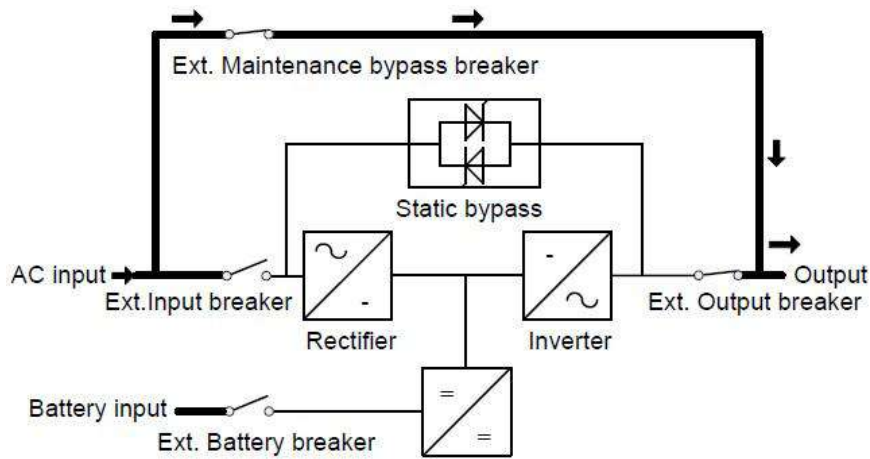 Ext. Maintenance bypass breaker
Static bypass
AC input
Output
Ext.Input breaker
Ext. Output breaker
Rectifier
Inverter
Battery input
Ext. Battery breaker